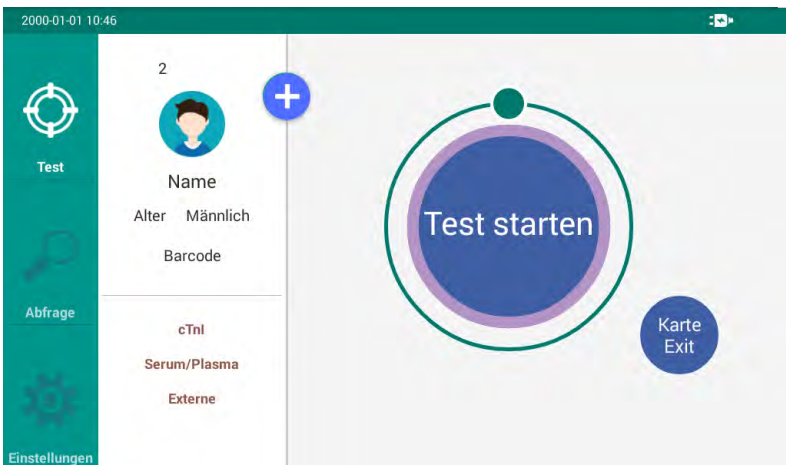 2000-01-01 10:46
Test
Abfrage
Einstellungen
2
Name
Alter Männlich
Barcode
cTnI
Serum/Plasma
Externe
Test starten
Karte
Exit